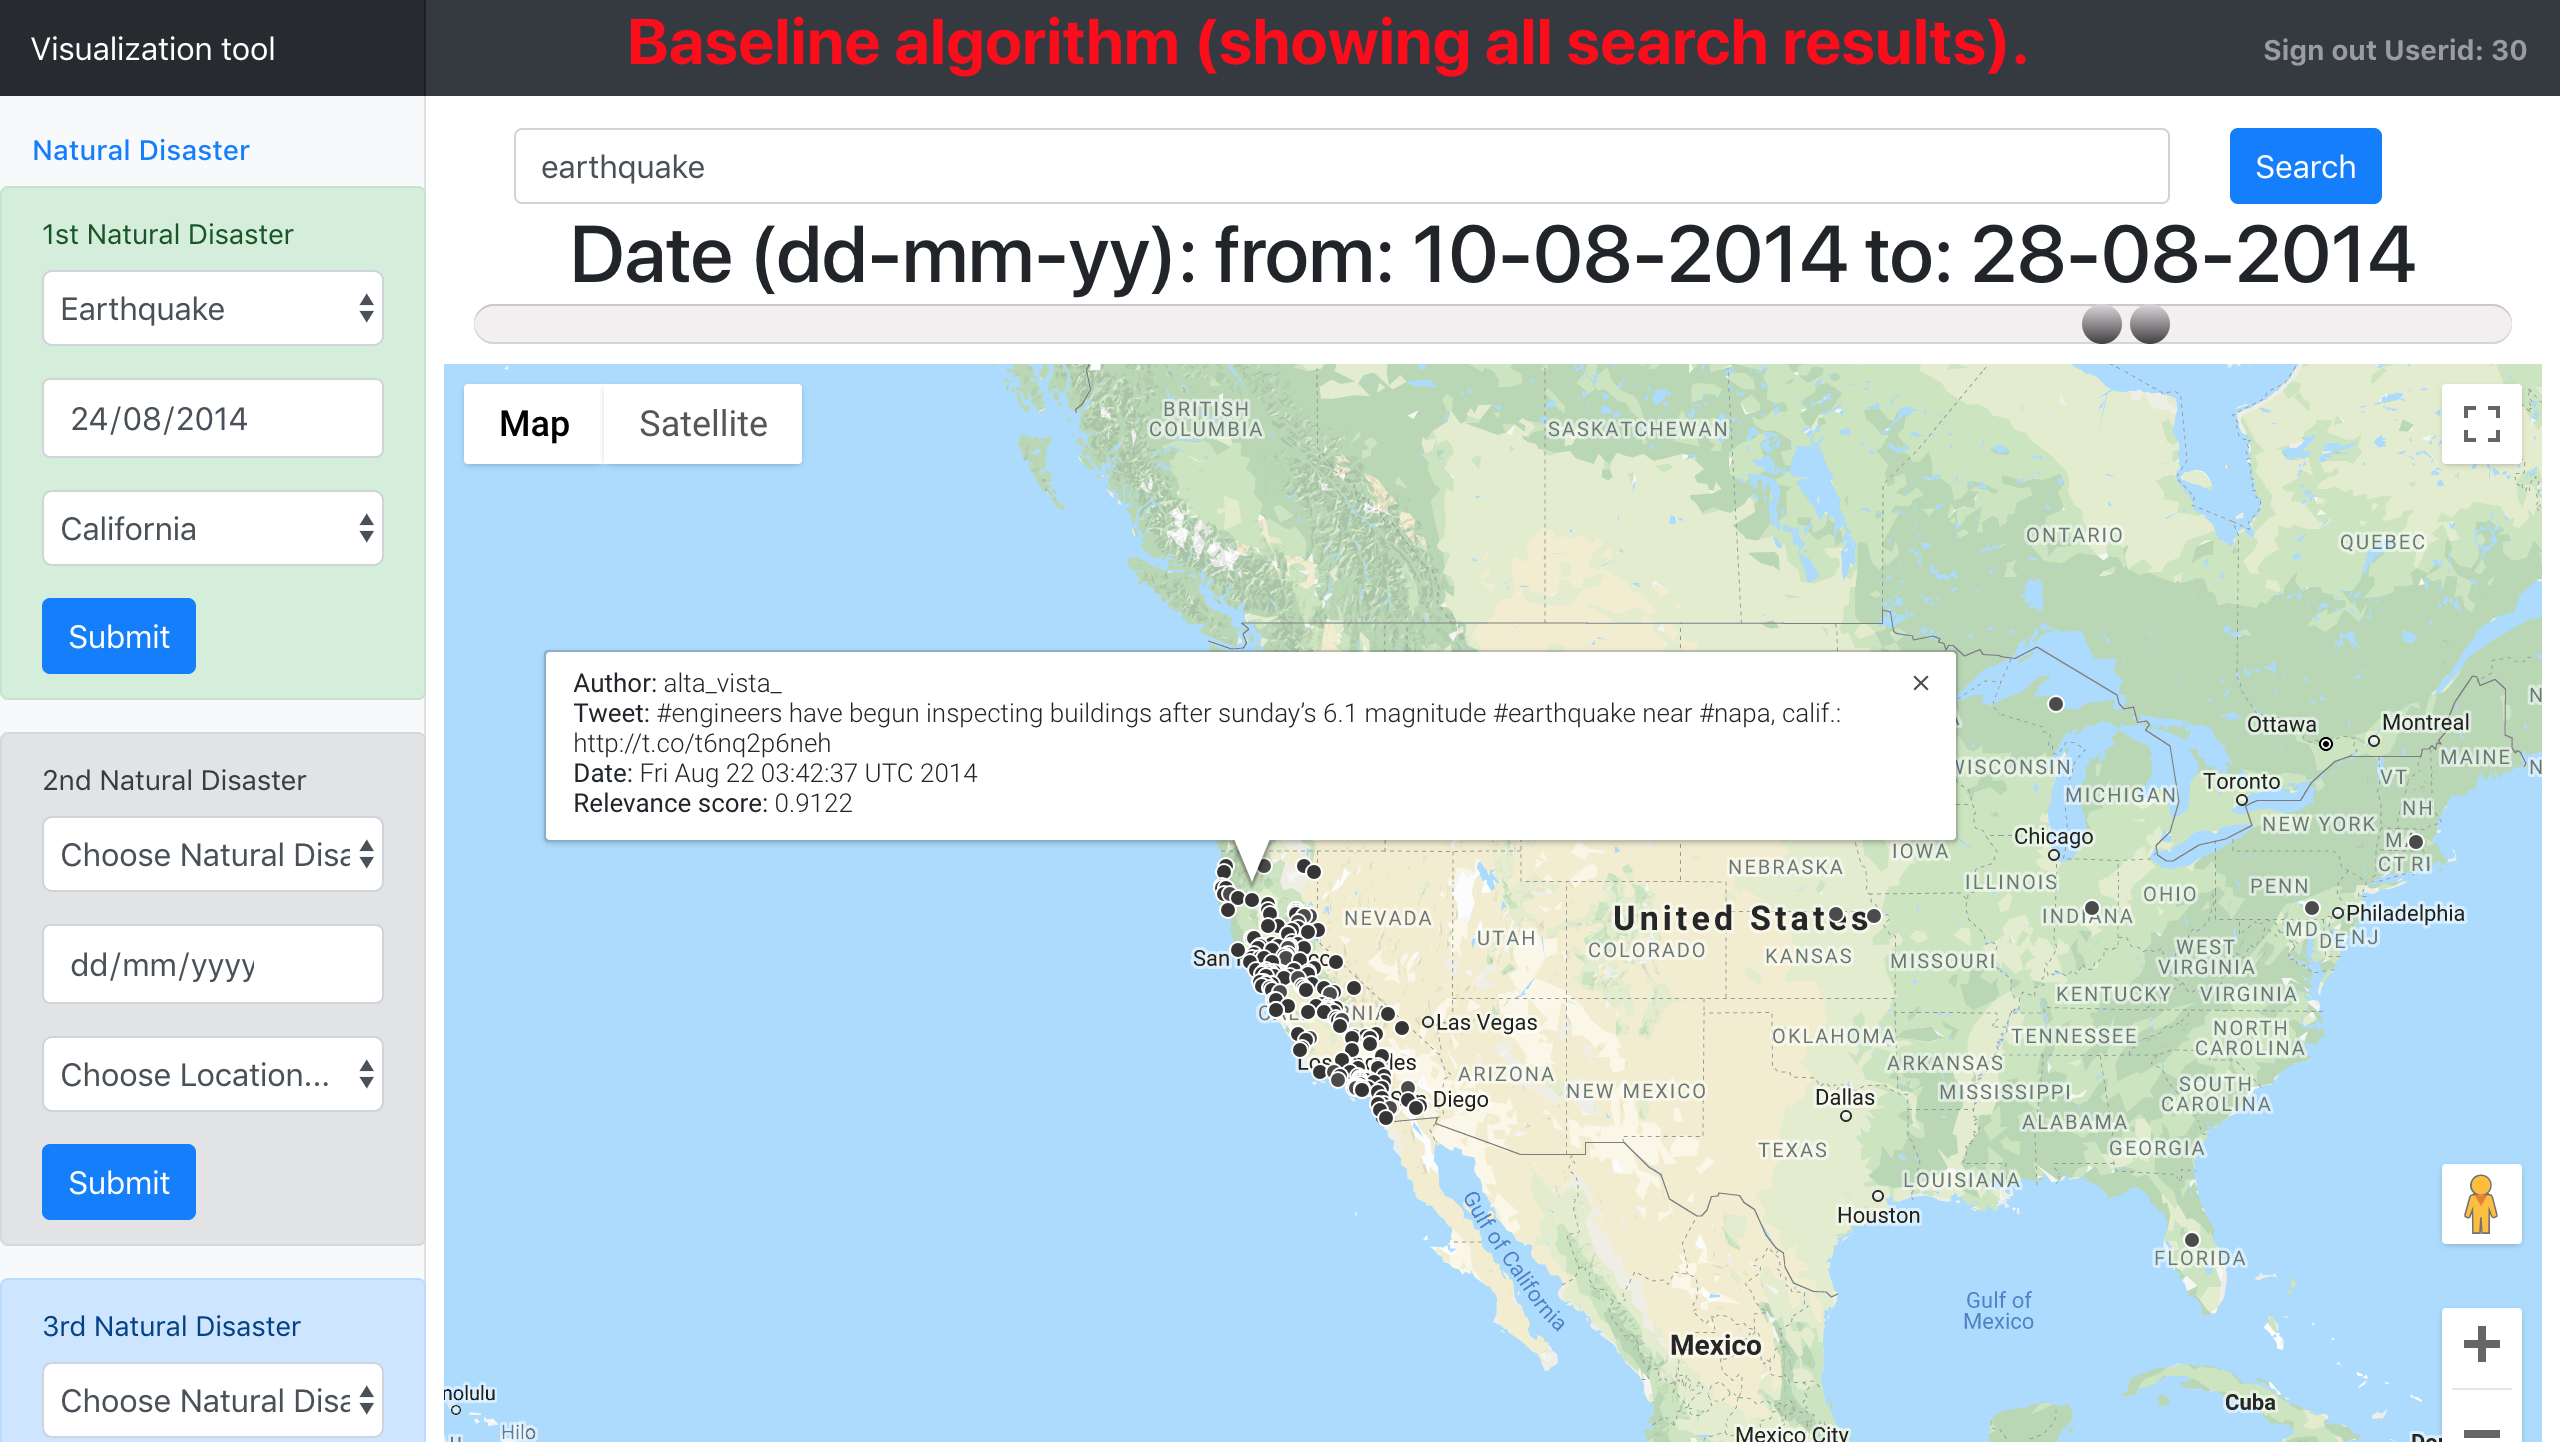 Visualization tool
Baseline algorithm (showing all search results).
Sign out Userid: 30
Natural Disaster
1st Natural Disaster
Earthquake
24/08/2014
California
Submit
2nd Natural Disaster
Choose Natural Disa
dd/mm/yyyy
Choose Location...
Submit
3rd Natural Disaster
Choose Natural Disa
earthquake
Search
Date (dd-mm-yy): from: 10-08-2014 to: 28-08-2014
Map
Satellite
BRITISH
COLUMBIA
SASKATCHEWAN
ONTARIO
QUEBEC
Author: alta_vista_
Tweet: #engineers have begun inspecting buildings after sunday’s 6.1 magnitude #earthquake near #napa, calif.:
http://t.co/t6nq2p6neh
Date: Fri Aug 22 03:42:37 UTC 2014
Relevance score: 0.9122
Ottawa
Montreal
MAINE
WISCONSIN
MICHIGAN
Toronto
VT
NH
NEW YORK
Chicago
IOWA
NEBRASKA
CT RI
ILLINOIS
OHIO
PENN
INDIANA
Philadelphia
NEVADA
United States
MD
DE
NJ
UTAH
COLORADO
KANSAS
MISSOURI
WEST
VIRGINIA
San
KENTUCKY
VIRGINIA
Las Vegas
OKLAHOMA
TENNESSEE
NORTH
CAROLINA
ARKANSAS
ARIZONA
NEW MEXICO
MISSISSIPPI
SOUTH
CAROLINA
Diego
Dallas
ALABAMA
TEXAS
GEORGIA
LOUISIANA
Houston
FLORIDA
Gulf of California
Gulf of
Mexico
Mexico
nolulu
Hilo
Cuba
Mexico City